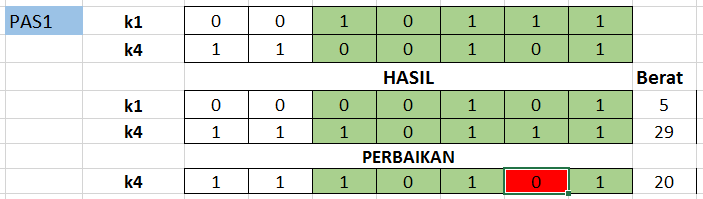 PAS1 k1 0 0 1 0 1 1 1
k4 1 1 0 0 1 0 1
HASIL Berat
k1 0 0 0 0 1 0 1 5
k4 1 1 1 0 1 1 1 29
PERBAIKAN
k4 1 1 1 0 1 0 1 20